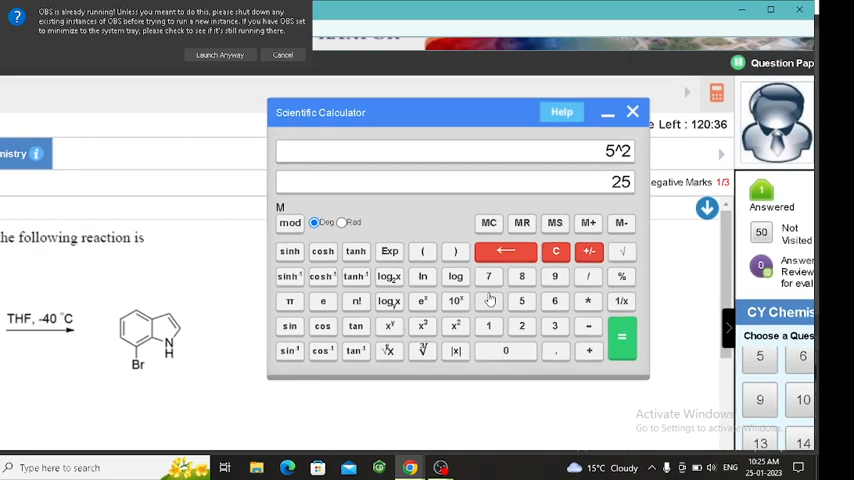 OBS is already running! Unless you meant to do this, please shut down any
existing instances of OBS before trying to run a new instance. If you have OBS set
to minimize to the system tray, please check to see if it's still running there.
Launch Anyway
Cancel
Question Pap
Scientific Calculator
Help
e Left : 120:36
5^2
25
M
mod
Deg
Rad
MC
MR
MS
M+
M-
sinh
cosh
tanh
Exp
(
)
←
C
+/-
√
sinh-1
cosh-1
tanh-1
log2x
ln
log
7
8
9
/
%
π
e
n!
logyx
ex
10x
5
6
*
1/x
sin
cos
tan
xy
x3
x2
1
2
3
-
=
sin-1
cos-1
tan-1
|x|
0
.
+
nistry i
egative Marks 1/3
he following reaction is
THF, -40 °C
N
H
Br
1
Answered
50
Not
Visited
0
Answere
Review
for eval
CY Chemis
Choose a Ques
5
6
9
10
13
14
Activate Windows
Go to Settings to activate Windows.
Type here to search
15°C Cloudy
ENG
10:25 AM
25-01-2023